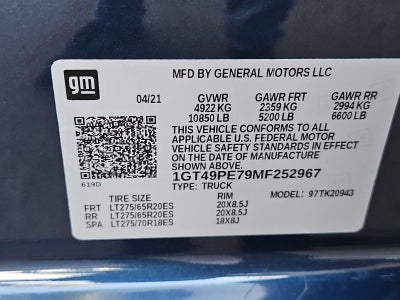 gm
MFD BY GENERAL MOTORS LLC
04/21 GVWR GAWR FRT GAWR RR
4922 KG 2359 KG 2994 KG
10850 LB 5200 LB 6600 LB
THIS VEHICLE CONFORMS TO ALL
APPLICABLE U.S. FEDERAL MOTOR
VEHICLE SAFETY STANDARDS IN EFFECT
ON THE DATE OF MANUFACTURE
SHOWN ABOVE.
1GT49PE79MF252967
619D TYPE: TRUCK MODEL: 97TK20943
TIRE SIZE RIM
FRT LT275/65R20ES 20X8.5J
RR LT275/65R20ES 20X8.5J
SPA LT275/70R18ES 18X8J